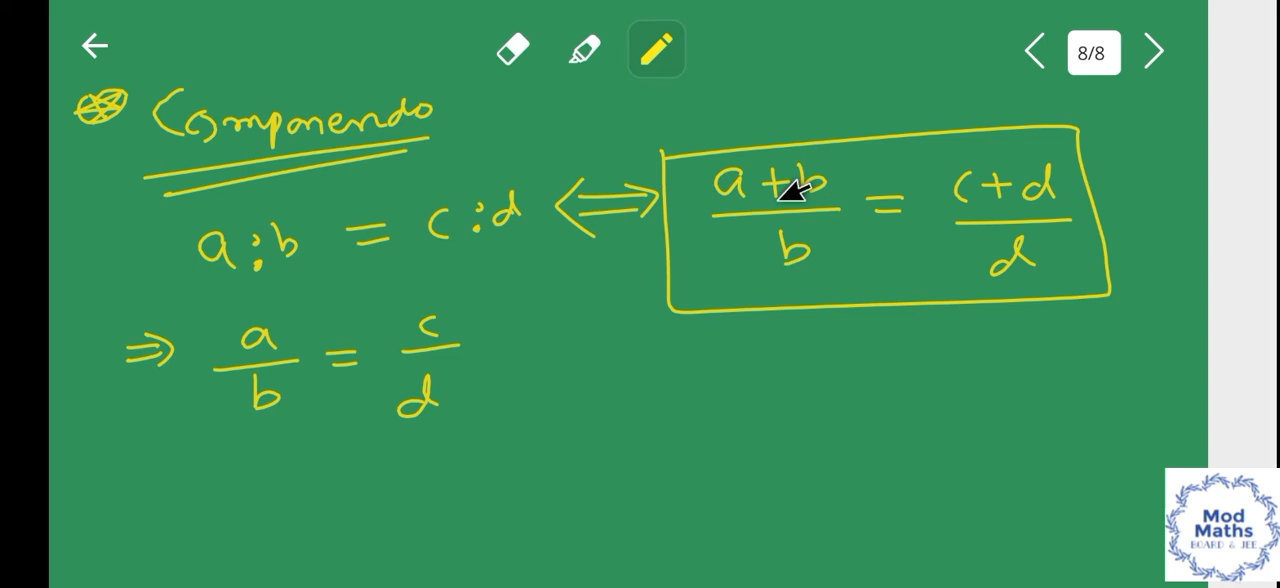 8/8
Componendo
a : b = c : d ⟺ a + b / b = c + d / d
⇒ a / b = c / d
Mod
Maths
BOARD & JEE